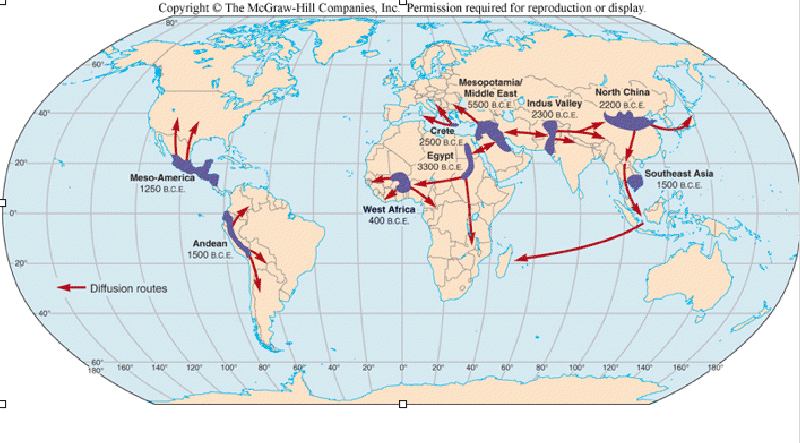 Copyright © The McGraw-Hill Companies, Inc. Permission required for reproduction or display.
80°
60°
40°
20°
0°
20°
40°
60°
Mesopotamia/
Middle East
5500 B.C.E.
Indus Valley
2300 B.C.E.
North China
2200 B.C.E.
Crete
2500 B.C.E.
Egypt
3300 B.C.E.
Meso-America
1250 B.C.E.
Southeast Asia
1500 B.C.E.
West Africa
400 B.C.E.
Andean
1500 B.C.E.
Diffusion routes
180° 160° 140° 120° 100° 80° 60° 40° 20° 0° 20° 40° 60° 80° 100° 120° 140° 160° 180°